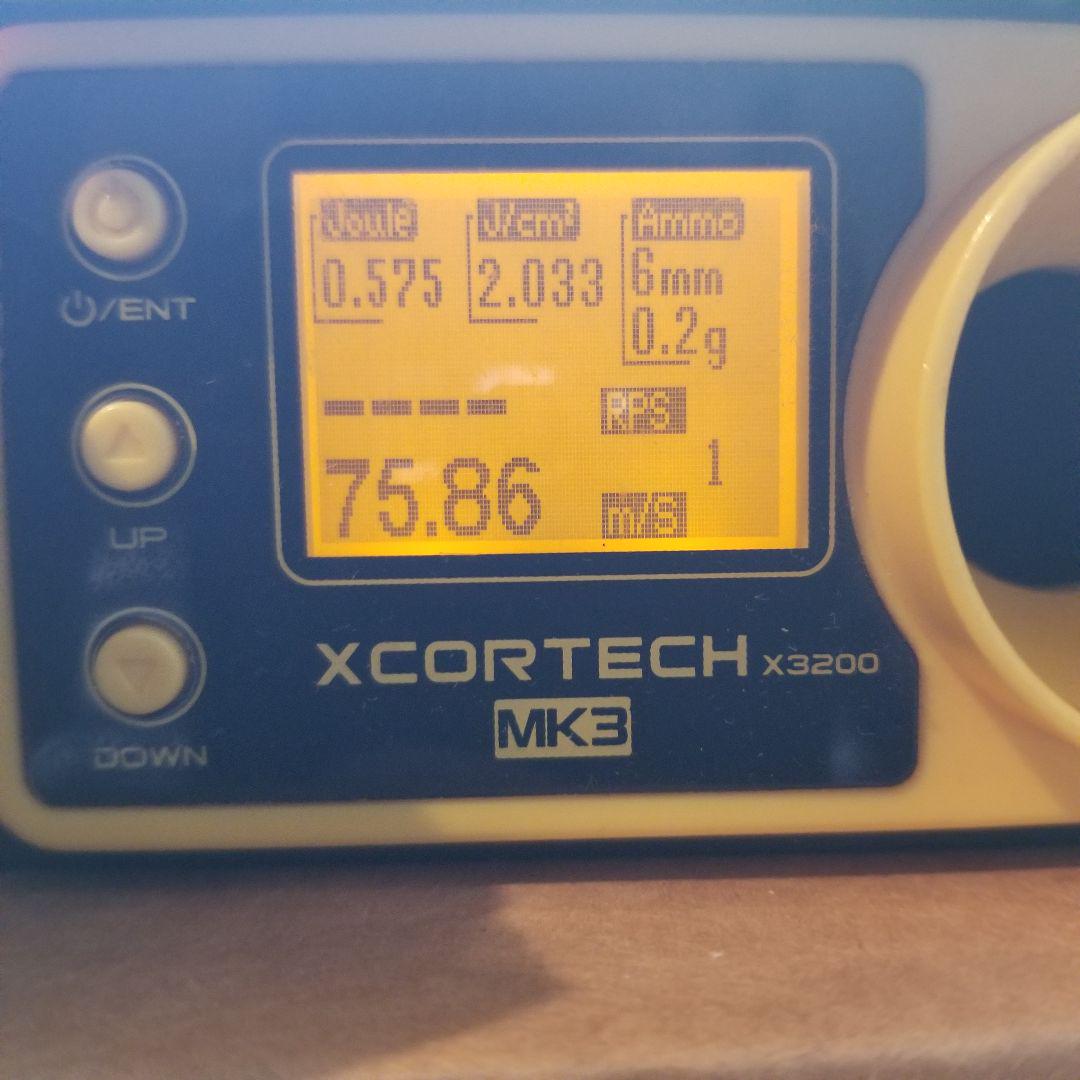 Joule J/cm² Ammo
0.575 2.033 6mm
0.2g
---- RPS
1
75.86 m/s
⏻/ENT
UP
DOWN
XCORTECH X3200
MK3